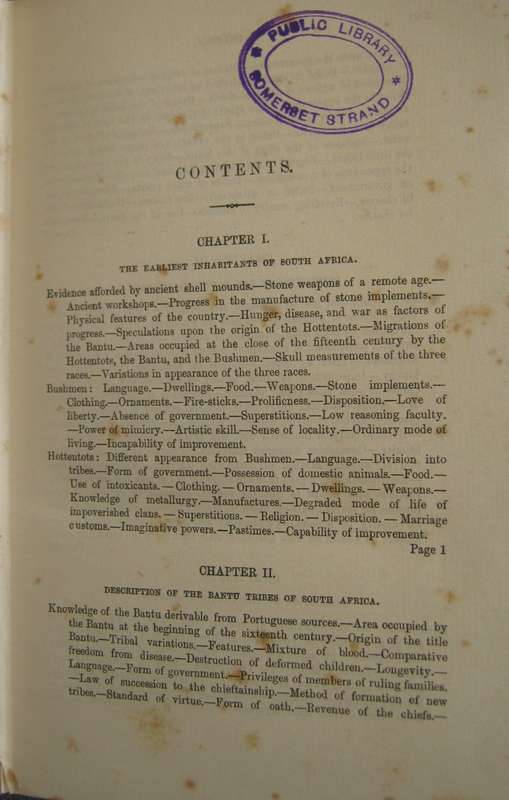 * PUBLIC LIBRARY *
SOMERSET STRAND
CONTENTS.
CHAPTER I.
THE EARLIEST INHABITANTS OF SOUTH AFRICA.
Evidence afforded by ancient shell mounds.—Stone weapons of a remote age.—
Ancient workshops.—Progress in the manufacture of stone implements.—
Physical features of the country.—Hunger, disease, and war as factors of
progress.—Speculations upon the origin of the Hottentots.—Migrations of
the Bantu.—Areas occupied at the close of the fifteenth century by the
Hottentots, the Bantu, and the Bushmen.—Skull measurements of the three
races.—Variations in appearance of the three races.
Bushmen: Language.—Dwellings.—Food.—Weapons.—Stone implements.—
Clothing.—Ornaments.—Fire-sticks.—Prolificness.—Disposition.—Love of
liberty.—Absence of government.—Superstitions.—Low reasoning faculty.
—Power of mimicry.—Artistic skill.—Sense of locality.—Ordinary mode of
living.—Incapability of improvement.
Hottentots: Different appearance from Bushmen.—Language.—Division into
tribes.—Form of government.—Possession of domestic animals.—Food.—
Use of intoxicants.—Clothing.—Ornaments.—Dwellings.—Weapons.—
Knowledge of metallurgy.—Manufactures.—Degraded mode of life of
impoverished clans.—Superstitions.—Religion.—Disposition.—Marriage
customs.—Imaginative powers.—Pastimes.—Capability of improvement.
Page 1
CHAPTER II.
DESCRIPTION OF THE BANTU TRIBES OF SOUTH AFRICA.
Knowledge of the Bantu derivable from Portuguese sources.—Area occupied by
the Bantu at the beginning of the sixteenth century.—Origin of the title
Bantu.—Tribal variations.—Features.—Mixture of blood.—Comparative
freedom from disease.—Destruction of deformed children.—Longevity.—
Language.—Form of government.—Privileges of members of ruling families.
—Law of succession to the chieftainship.—Method of formation of new
tribes.—Standard of virtue.—Form of oath.—Revenue of the chiefs.—